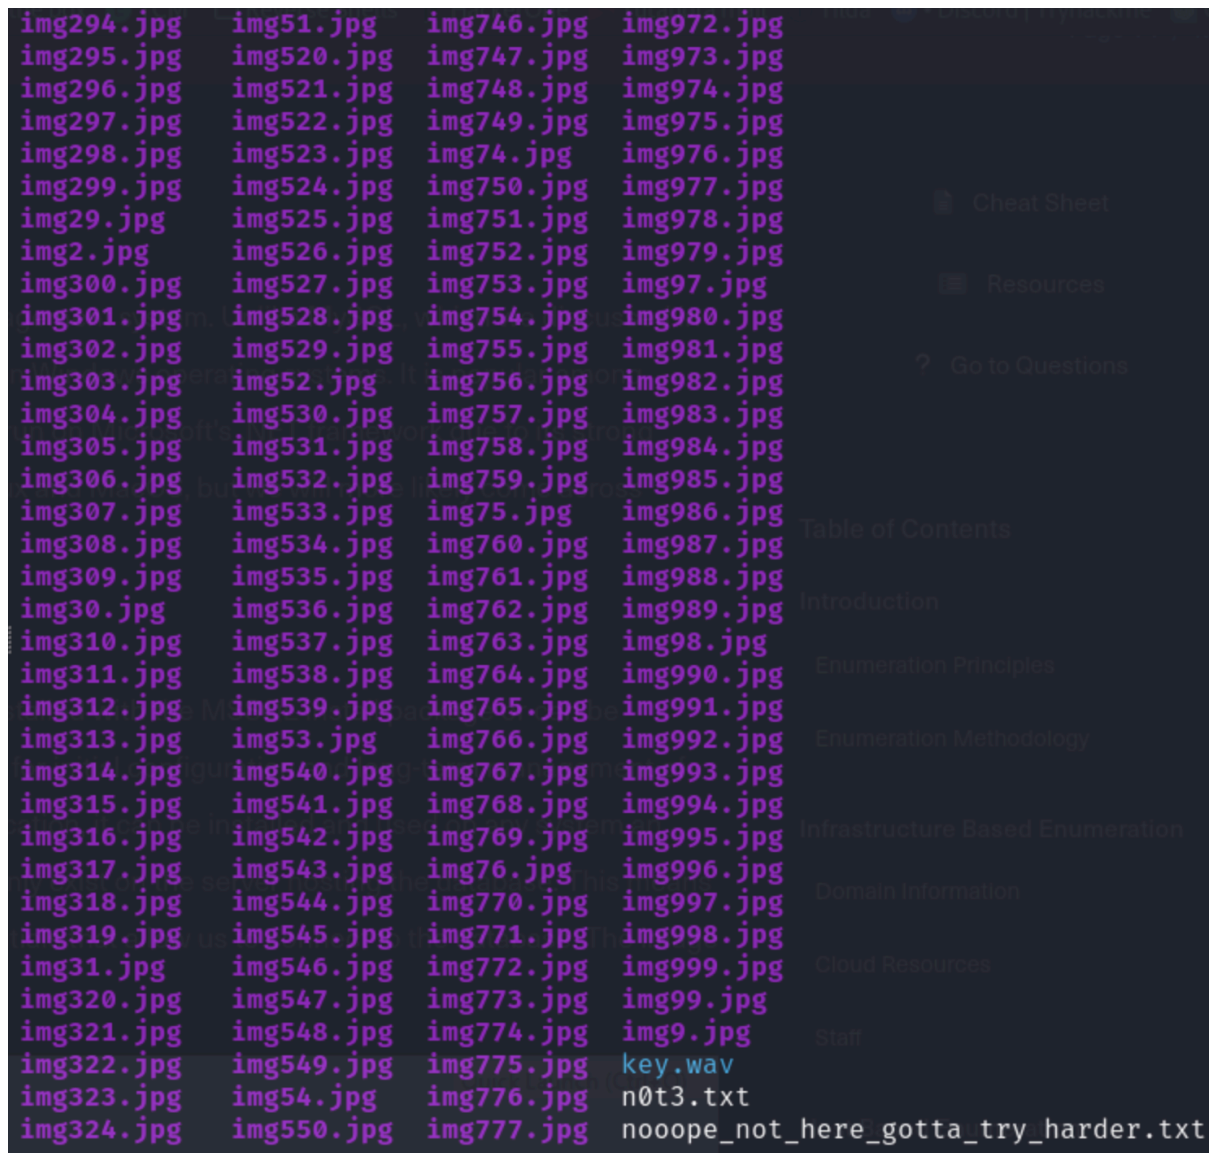 img294.jpg img51.jpg img746.jpg img972.jpg
img295.jpg img520.jpg img747.jpg img973.jpg
img296.jpg img521.jpg img748.jpg img974.jpg
img297.jpg img522.jpg img749.jpg img975.jpg
img298.jpg img523.jpg img74.jpg img976.jpg
img299.jpg img524.jpg img750.jpg img977.jpg
img29.jpg img525.jpg img751.jpg img978.jpg
img2.jpg img526.jpg img752.jpg img979.jpg
img300.jpg img527.jpg img753.jpg img97.jpg
img301.jpg img528.jpg img754.jpg img980.jpg
img302.jpg img529.jpg img755.jpg img981.jpg
img303.jpg img52.jpg img756.jpg img982.jpg
img304.jpg img530.jpg img757.jpg img983.jpg
img305.jpg img531.jpg img758.jpg img984.jpg
img306.jpg img532.jpg img759.jpg img985.jpg
img307.jpg img533.jpg img75.jpg img986.jpg
img308.jpg img534.jpg img760.jpg img987.jpg
img309.jpg img535.jpg img761.jpg img988.jpg
img30.jpg img536.jpg img762.jpg img989.jpg
img310.jpg img537.jpg img763.jpg img98.jpg
img311.jpg img538.jpg img764.jpg img990.jpg
img312.jpg img539.jpg img765.jpg img991.jpg
img313.jpg img53.jpg img766.jpg img992.jpg
img314.jpg img540.jpg img767.jpg img993.jpg
img315.jpg img541.jpg img768.jpg img994.jpg
img316.jpg img542.jpg img769.jpg img995.jpg
img317.jpg img543.jpg img76.jpg img996.jpg
img318.jpg img544.jpg img770.jpg img997.jpg
img319.jpg img545.jpg img771.jpg img998.jpg
img31.jpg img546.jpg img772.jpg img999.jpg
img320.jpg img547.jpg img773.jpg img99.jpg
img321.jpg img548.jpg img774.jpg img9.jpg
img322.jpg img549.jpg img775.jpg key.wav
img323.jpg img54.jpg img776.jpg n0t3.txt
img324.jpg img550.jpg img777.jpg nooope_not_here_gotta_try_harder.txt
Cheat Sheet
Resources
? Go to Questions
Table of Contents
Introduction
Enumeration Principles
Enumeration Methodology
Infrastructure Based Enumeration
Domain Information
Cloud Resources
Staff